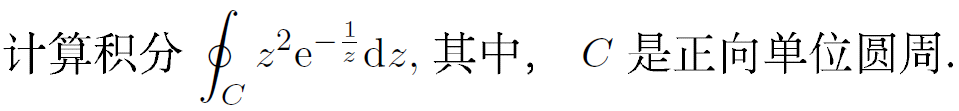 计算积分 $\oint_C z^2 \mathrm{e}^{-\frac{1}{z}} \mathrm{d}z$, 其中, $C$ 是正向单位圆周.